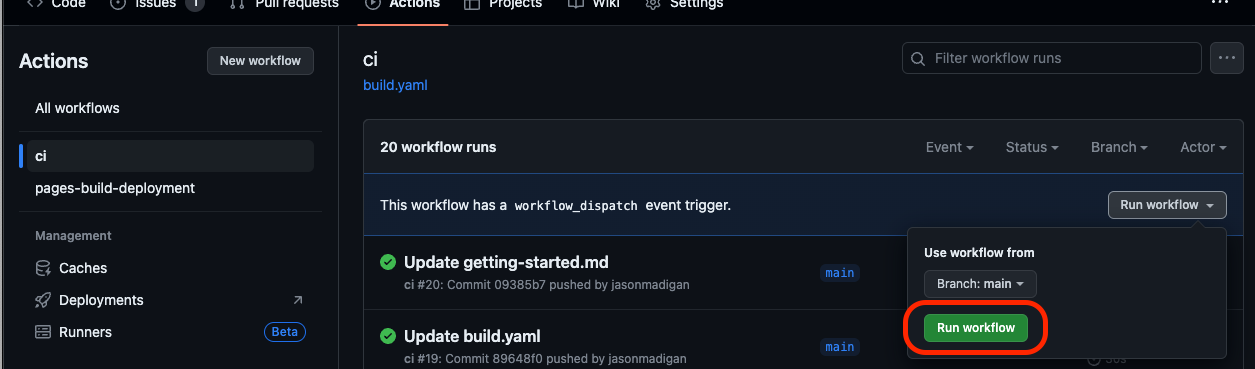 Code Issues 1 Pull requests Actions Projects Wiki Settings
Actions
New workflow
All workflows
ci
pages-build-deployment
Management
Caches
Deployments
Runners Beta
ci
build.yaml
Filter workflow runs
20 workflow runs
Event Status Branch Actor
This workflow has a workflow_dispatch event trigger.
Run workflow
Use workflow from
Branch: main
Run workflow
Update getting-started.md
main
ci #20: Commit 09385b7 pushed by jasonmadigan
Update build.yaml
main
ci #19: Commit 89648f0 pushed by jasonmadigan